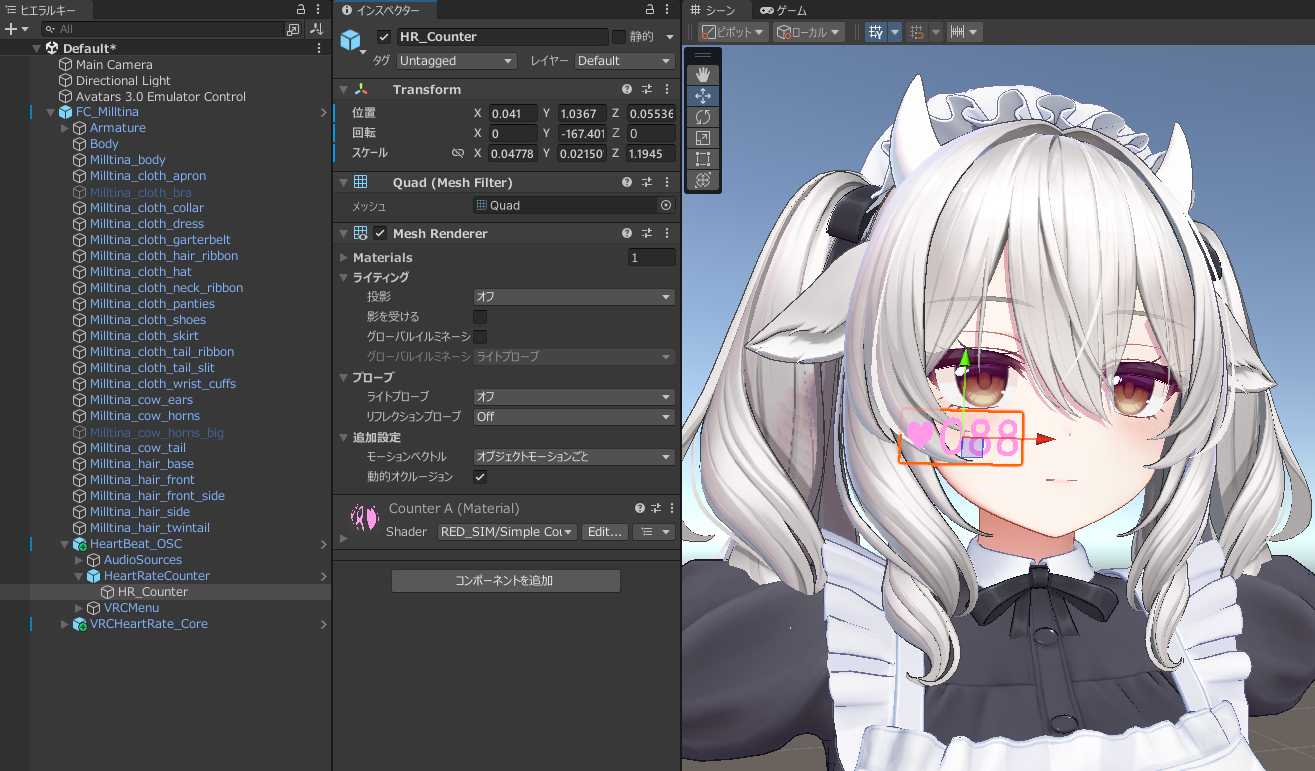 ヒエラルキー
All
Default*
Main Camera
Directional Light
Avatars 3.0 Emulator Control
FC_Milltina
Armature
Body
Milltina_body
Milltina_cloth_apron
Milltina_cloth_bra
Milltina_cloth_collar
Milltina_cloth_dress
Milltina_cloth_garterbelt
Milltina_cloth_hair_ribbon
Milltina_cloth_hat
Milltina_cloth_neck_ribbon
Milltina_cloth_panties
Milltina_cloth_shoes
Milltina_cloth_skirt
Milltina_cloth_tail_ribbon
Milltina_cloth_tail_slit
Milltina_cloth_wrist_cuffs
Milltina_cow_ears
Milltina_cow_horns
Milltina_cow_horns_big
Milltina_cow_tail
Milltina_hair_base
Milltina_hair_front
Milltina_hair_front_side
Milltina_hair_side
Milltina_hair_twintail
HeartBeat_OSC
AudioSources
HeartRateCounter
HR_Counter
VRCMenu
VRCHeartRate_Core
インスペクター
HR_Counter 静的
タグ Untagged レイヤー Default
Transform
位置 X 0.041 Y 1.0367 Z 0.05536
回転 X 0 Y -167.401 Z 0
スケール X 0.04778 Y 0.02150 Z 1.1945
Quad (Mesh Filter)
メッシュ Quad
Mesh Renderer
Materials 1
ライティング
投影 オフ
影を受ける
グローバルイルミネーシ
グローバルイルミネーシ ライトプローブ
プローブ
ライトプローブ オフ
リフレクションプローブ Off
追加設定
モーションベクトル オブジェクトモーションごと
動的オクルージョン
Counter A (Material)
Shader RED_SIM/Simple Cou Edit...
コンポーネントを追加
シーン ゲーム
ピボット ローカル
088